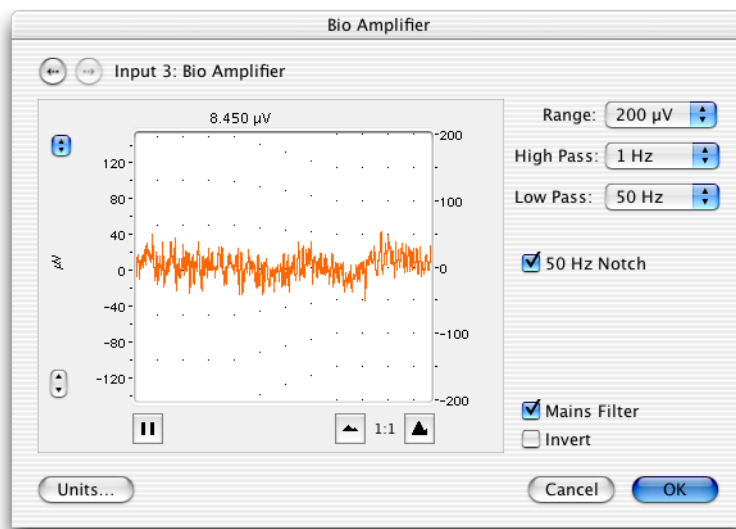 Bio Amplifier
Input 3: Bio Amplifier
8.450 µV
Range: 200 µV
High Pass: 1 Hz
Low Pass: 50 Hz
50 Hz Notch
Mains Filter
Invert
µV
120
80
40
0
-40
-80
-120
200
100
0
-100
-200
1:1
Units...
Cancel
OK